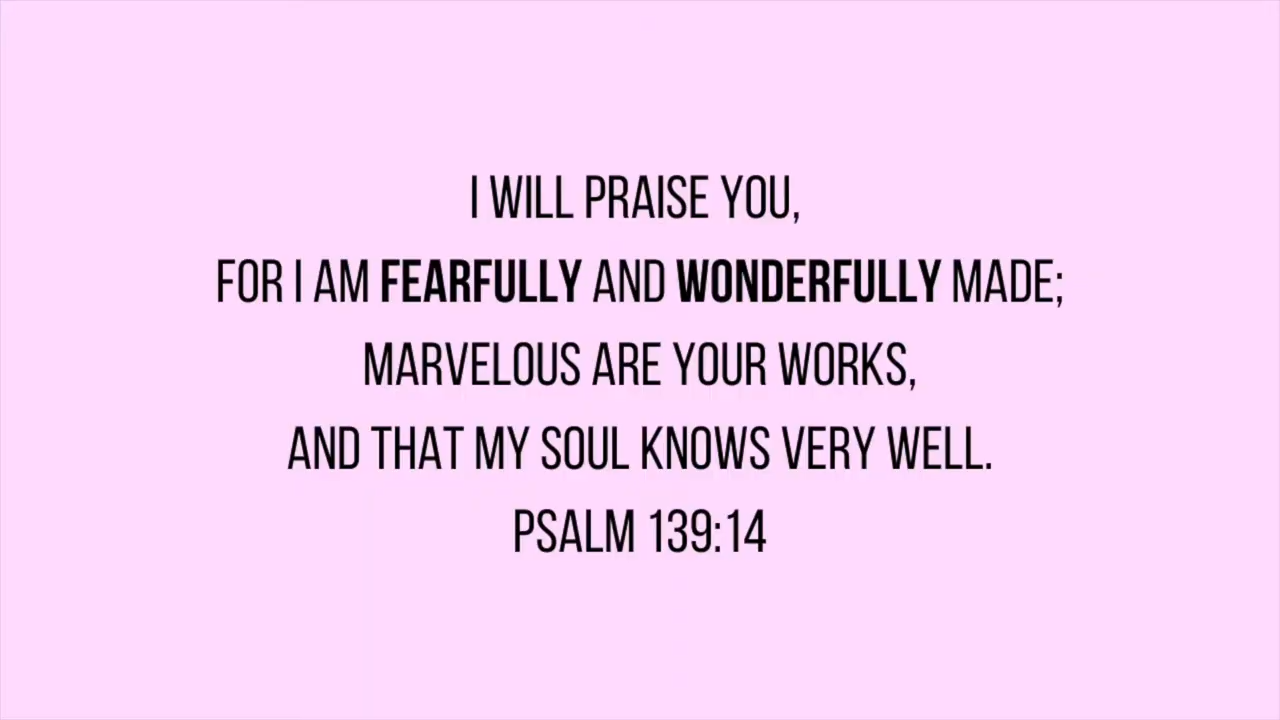 I WILL PRAISE YOU,
FOR I AM FEARFULLY AND WONDERFULLY MADE;
MARVELOUS ARE YOUR WORKS,
AND THAT MY SOUL KNOWS VERY WELL.
PSALM 139:14